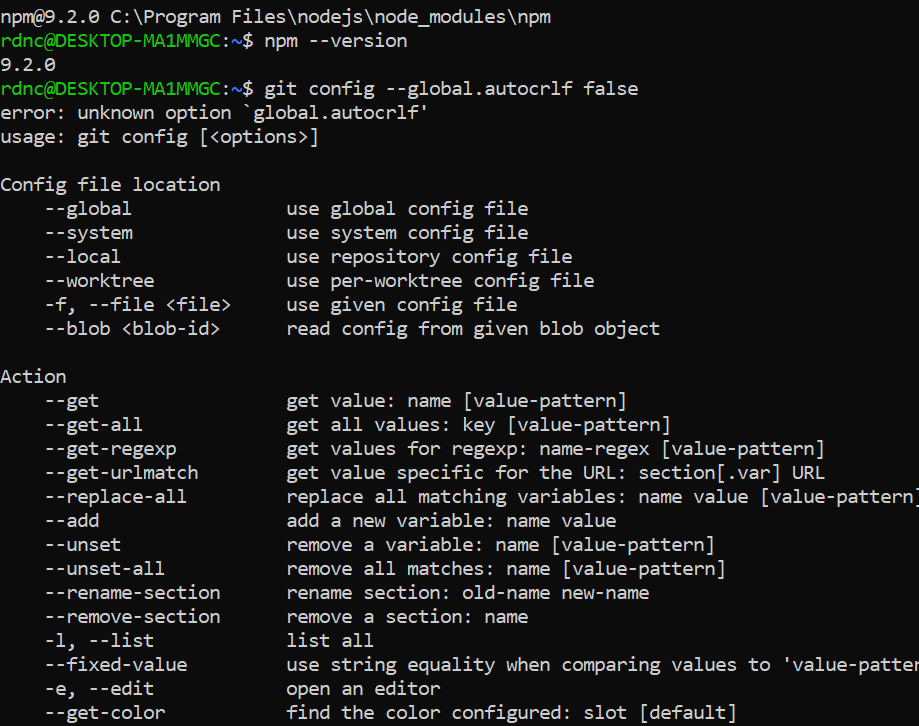 npm@9.2.0 C:\Program Files\nodejs\node_modules\npm
rdnc@DESKTOP-MA1MMGC:~$ npm --version
9.2.0
rdnc@DESKTOP-MA1MMGC:~$ git config --global.autocrlf false
error: unknown option `global.autocrlf'
usage: git config [<options>]

Config file location
    --global              use global config file
    --system              use system config file
    --local               use repository config file
    --worktree            use per-worktree config file
    -f, --file <file>     use given config file
    --blob <blob-id>      read config from given blob object

Action
    --get                 get value: name [value-pattern]
    --get-all             get all values: key [value-pattern]
    --get-regexp          get values for regexp: name-regex [value-pattern]
    --get-urlmatch        get value specific for the URL: section[.var] URL
    --replace-all         replace all matching variables: name value [value-pattern]
    --add                 add a new variable: name value
    --unset               remove a variable: name [value-pattern]
    --unset-all           remove all matches: name [value-pattern]
    --rename-section      rename section: old-name new-name
    --remove-section      remove a section: name
    -l, --list            list all
    --fixed-value         use string equality when comparing values to 'value-patter
    -e, --edit            open an editor
    --get-color           find the color configured: slot [default]